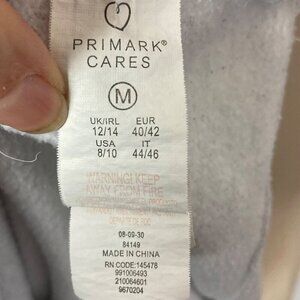 PRIMARK®
CARES
M
UK/IRL EUR
12/14 40/42
USA IT
8/10 44/46
WARNING! KEEP
AWAY FROM FIRE
08-09-30
84149
MADE IN CHINA
RN CODE:145478
991006493
210064601
9670204